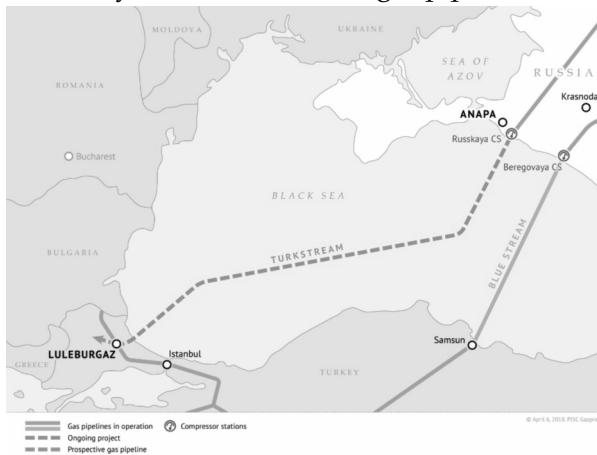 MOLDOVA
UKRAINE
SEA OF
AZOV
RUSSIA
ROMANIA
Krasnoda
ANAPA
Russkaya CS
Bucharest
Beregovaya CS
BLACK SEA
TURKSTREAM
BLUE STREAM
BULGARIA
LULEBURGAZ
Istanbul
Samsun
GREECE
TURKEY
Gas pipelines in operation
Compressor stations
Ongoing project
Prospective gas pipeline
© April 6, 2018. PJSC Gazpro